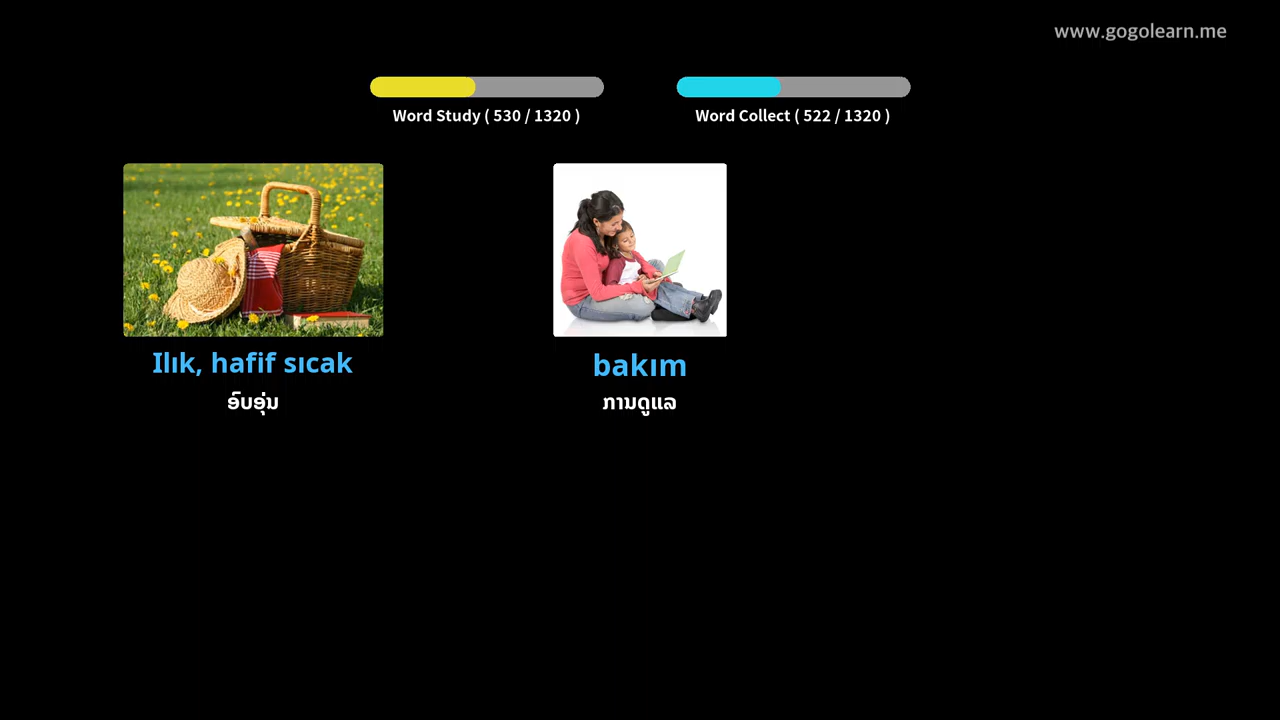 www.gogolearn.me
Word Study ( 530 / 1320 )
Word Collect ( 522 / 1320 )
Ilık, hafif sıcak
ອົບອຸ່ນ
bakım
ການດູແລ